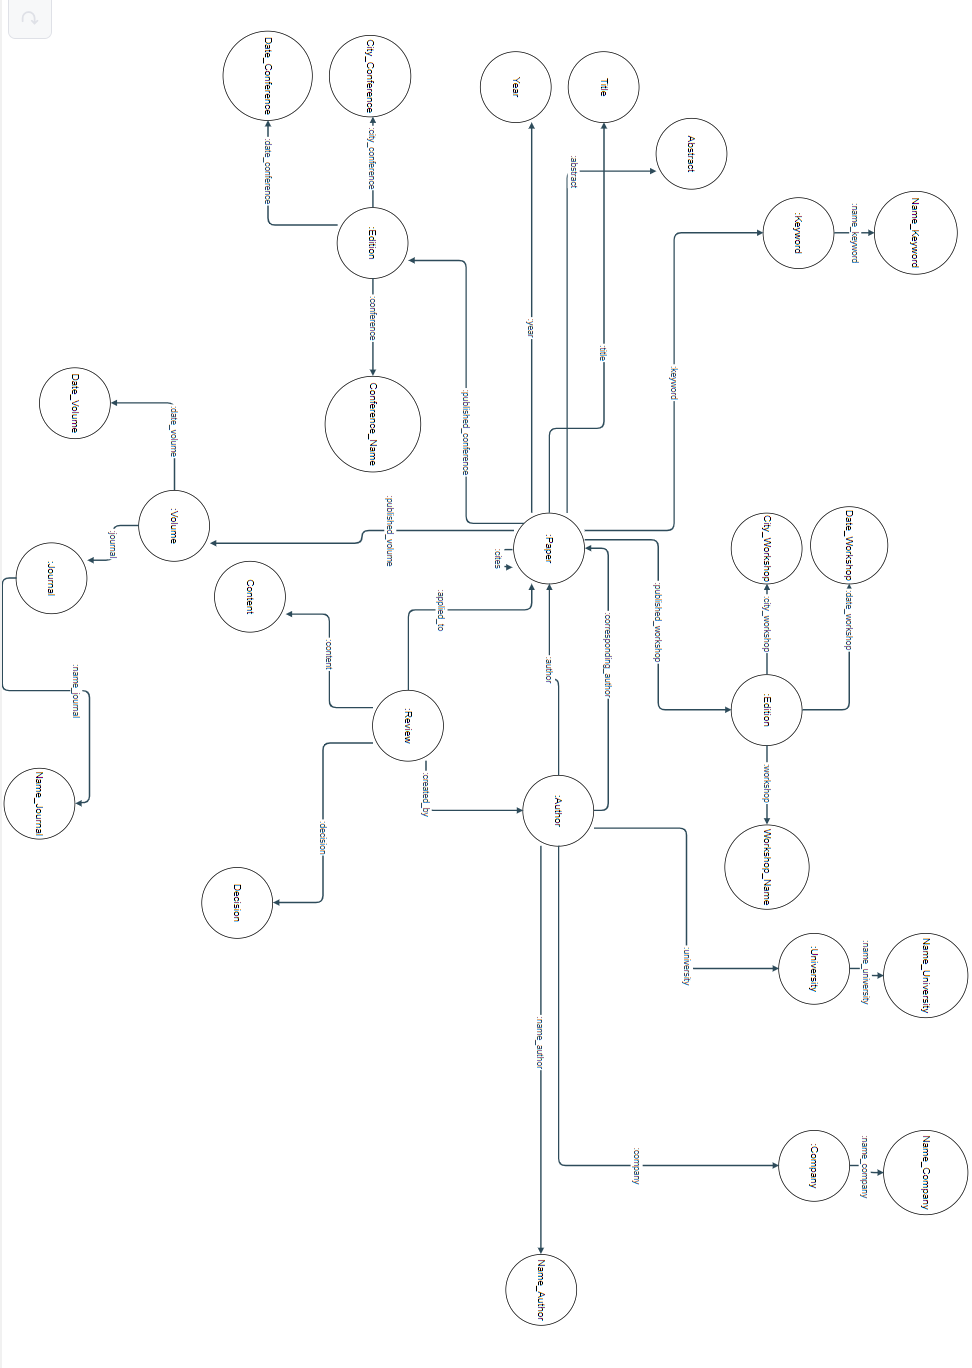 Date_Conference
City_Conference
Year
Title
Abstract
:date_conference
:city_conference
:abstract
Name_Keyword
:name_keyword
:Keyword
:Edition
:conference
:year
:title
:keyword
Conference_Name
:published_conference
Date_Volume
:date_volume
:Volume
:published_volume
:Paper
:cites
City_Workshop
Date_Workshop
:journal
:Journal
Content
:applied_to
:author
:corresponding_author
:published_workshop
:city_workshop
:date_workshop
:content
:name_journal
:Review
:Edition
:workshop
Name_Journal
:created_by
:Author
:decision
Workshop_Name
Decision
:university
:University
:name_university
Name_University
:name_author
:company
:Company
:name_company
Name_Company
Name_Author